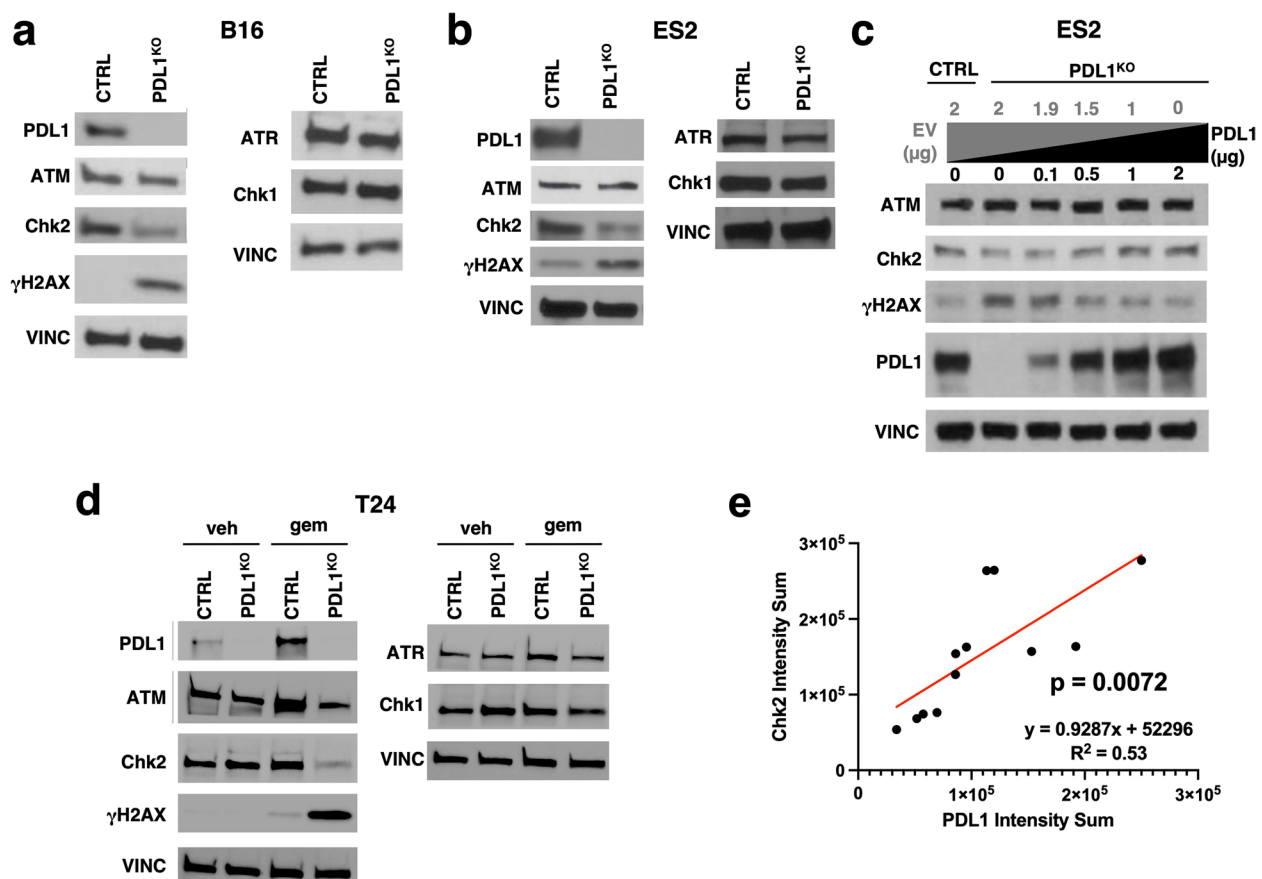 a
B16
CTRL
PDL1KO
PDL1
ATM
Chk2
γH2AX
VINC
CTRL
PDL1KO
ATR
Chk1
VINC
b
ES2
CTRL
PDL1KO
PDL1
ATM
Chk2
γH2AX
VINC
CTRL
PDL1KO
ATR
Chk1
VINC
c
ES2
CTRL PDL1KO
2 2 1.9 1.5 1 0
EV (µg)
PDL1 (µg)
0 0 0.1 0.5 1 2
ATM
Chk2
γH2AX
PDL1
VINC
d
T24
veh gem
CTRL PDL1KO CTRL PDL1KO
PDL1
ATM
Chk2
γH2AX
VINC
veh gem
CTRL PDL1KO CTRL PDL1KO
ATR
Chk1
VINC
e
Chk2 Intensity Sum
3×10⁵
2×10⁵
1×10⁵
0
p = 0.0072
y = 0.9287x + 52296
R² = 0.53
0 1×10⁵ 2×10⁵ 3×10⁵
PDL1 Intensity Sum